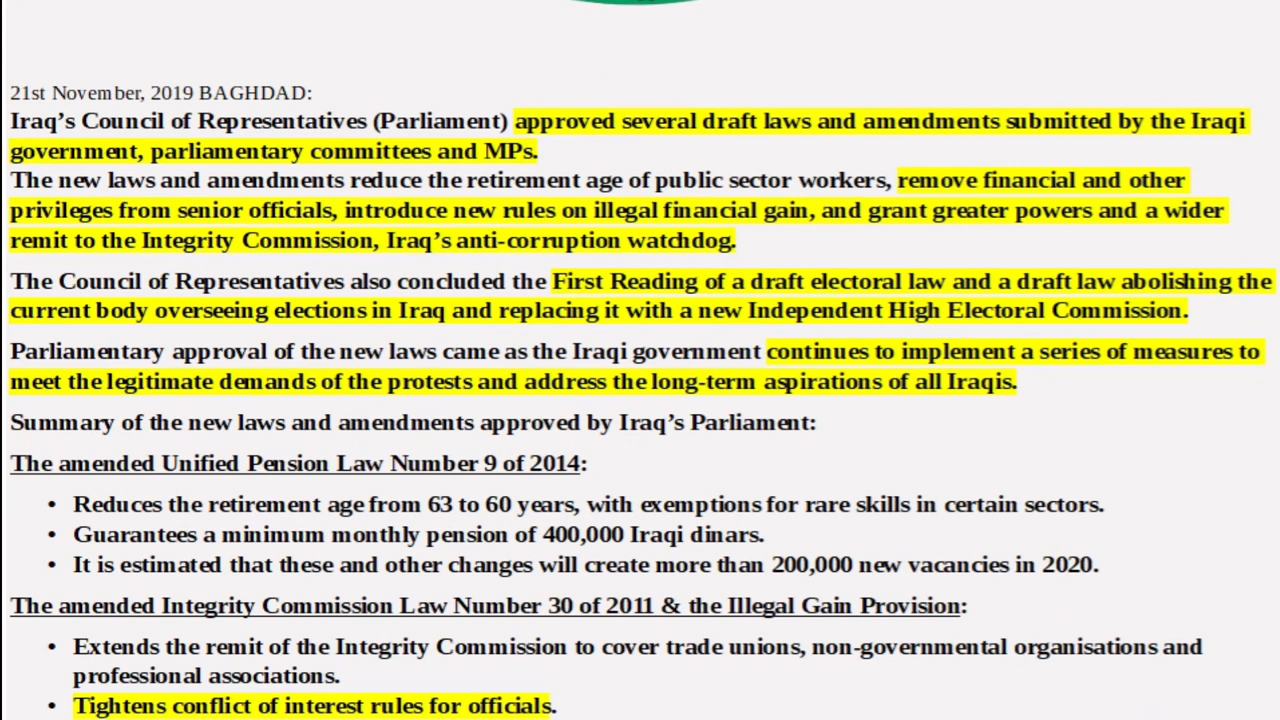 21st November, 2019 BAGHDAD:
Iraq’s Council of Representatives (Parliament) approved several draft laws and amendments submitted by the Iraqi
government, parliamentary committees and MPs.
The new laws and amendments reduce the retirement age of public sector workers, remove financial and other
privileges from senior officials, introduce new rules on illegal financial gain, and grant greater powers and a wider
remit to the Integrity Commission, Iraq’s anti-corruption watchdog.
The Council of Representatives also concluded the First Reading of a draft electoral law and a draft law abolishing the
current body overseeing elections in Iraq and replacing it with a new Independent High Electoral Commission.
Parliamentary approval of the new laws came as the Iraqi government continues to implement a series of measures to
meet the legitimate demands of the protests and address the long-term aspirations of all Iraqis.
Summary of the new laws and amendments approved by Iraq’s Parliament:
The amended Unified Pension Law Number 9 of 2014:
• Reduces the retirement age from 63 to 60 years, with exemptions for rare skills in certain sectors.
• Guarantees a minimum monthly pension of 400,000 Iraqi dinars.
• It is estimated that these and other changes will create more than 200,000 new vacancies in 2020.
The amended Integrity Commission Law Number 30 of 2011 & the Illegal Gain Provision:
• Extends the remit of the Integrity Commission to cover trade unions, non-governmental organisations and
professional associations.
• Tightens conflict of interest rules for officials.